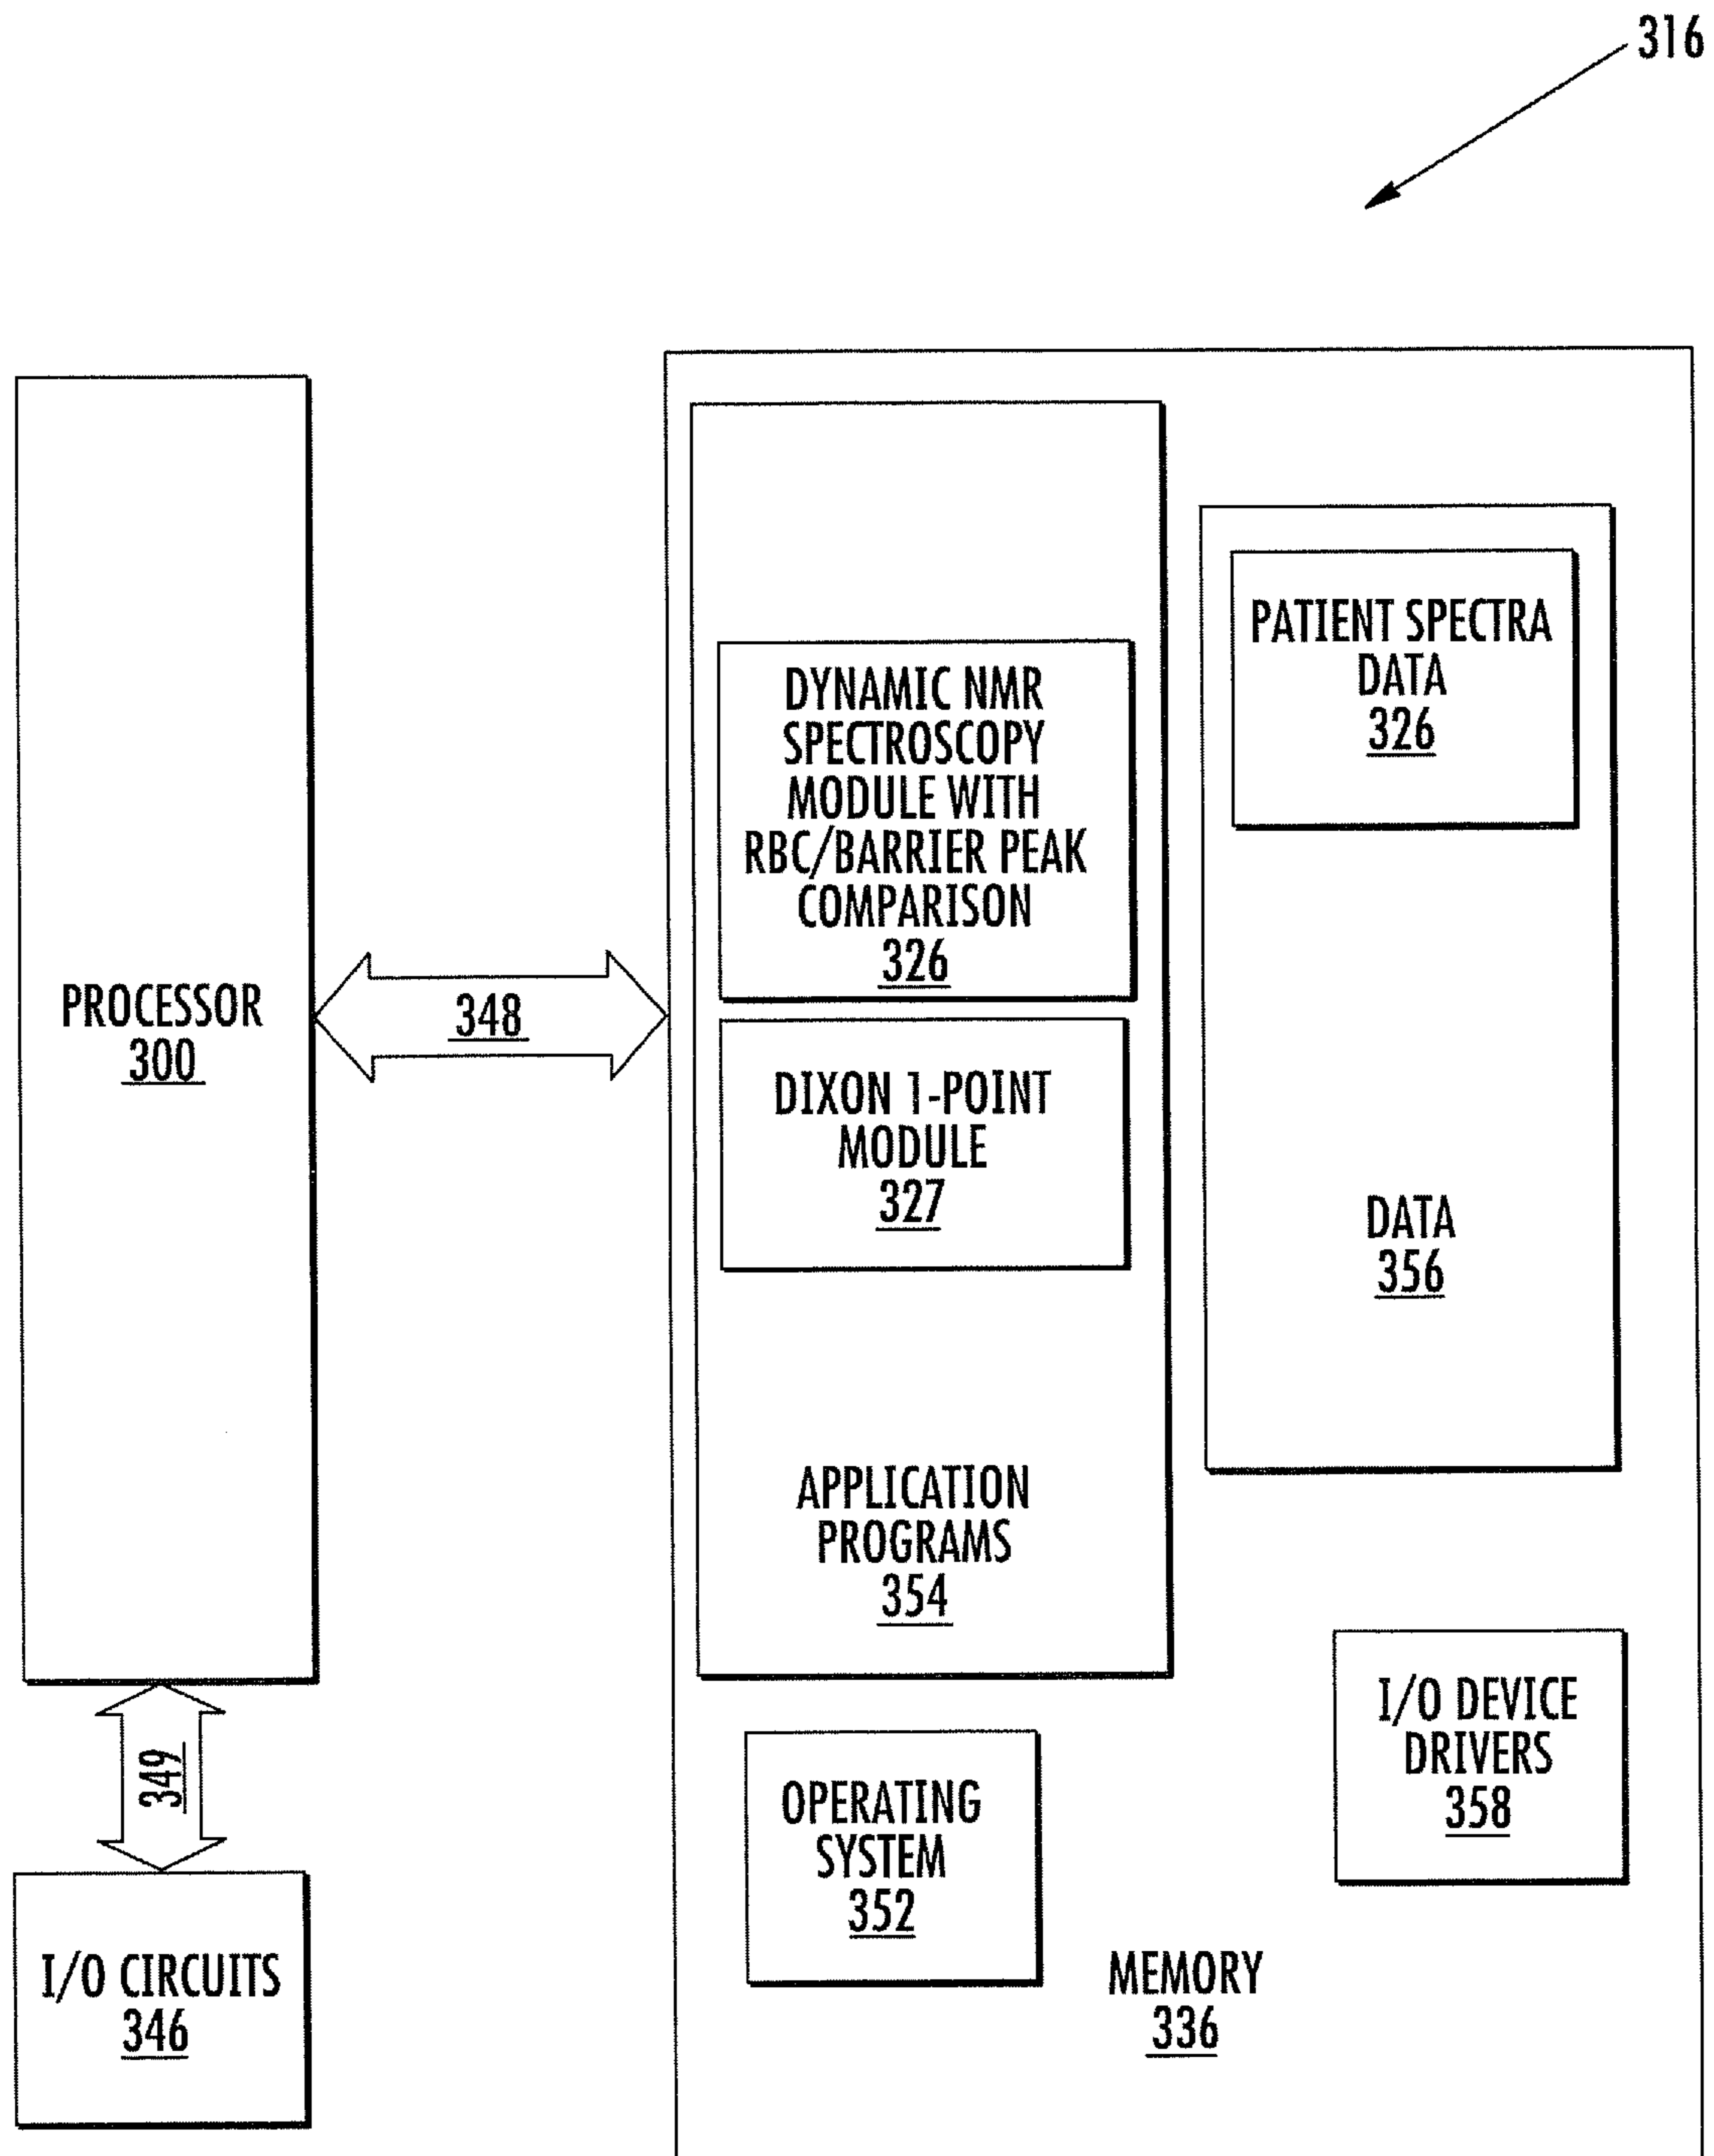 316
PROCESSOR
300
348
349
I/O CIRCUITS
346
DYNAMIC NMR
SPECTROSCOPY
MODULE WITH
RBC/BARRIER PEAK
COMPARISON
326
DIXON 1-POINT
MODULE
327
APPLICATION
PROGRAMS
354
PATIENT SPECTRA
DATA
326
DATA
356
OPERATING
SYSTEM
352
I/O DEVICE
DRIVERS
358
MEMORY
336